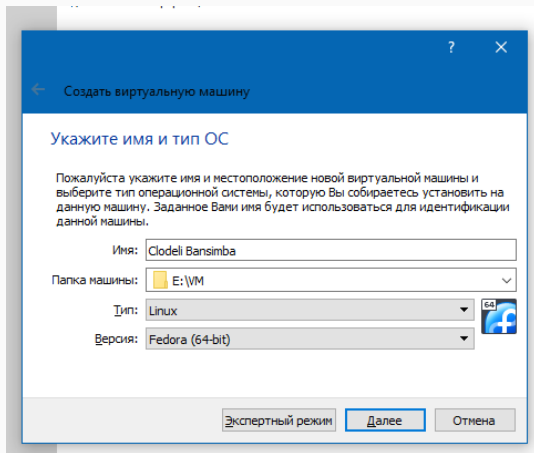 ?
Создать виртуальную машину
Укажите имя и тип ОС
Пожалуйста укажите имя и местоположение новой виртуальной машины и
выберите тип операционной системы, которую Вы собираетесь установить на
данную машину. Заданное Вами имя будет использоваться для идентификации
данной машины.
Имя: Clodeli Bansimba
Папка машины: E:\VM
Тип: Linux
64
Версия: Fedora (64-bit)
Экспертный режим Далее Отмена